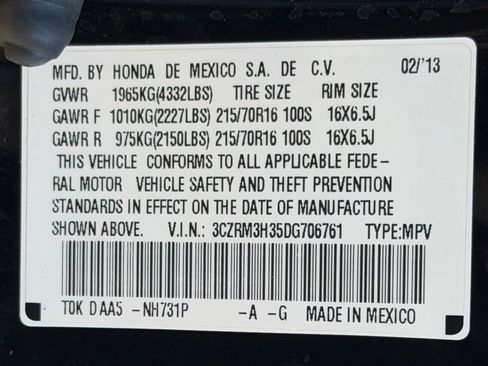 MFD. BY HONDA DE MEXICO S.A. DE C.V. 02/'13
GVWR 1965KG(4332LBS) TIRE SIZE RIM SIZE
GAWR F 1010KG(2227LBS) 215/70R16 100S 16X6.5J
GAWR R 975KG(2150LBS) 215/70R16 100S 16X6.5J
THIS VEHICLE CONFORMS TO ALL APPLICABLE FEDE-
RAL MOTOR VEHICLE SAFETY AND THEFT PREVENTION
STANDARDS IN EFFECT ON THE DATE OF MANUFACTURE
SHOWN ABOVE. V.I.N.: 3CZRM3H35DG706761 TYPE:MPV
TOK D AA5 -NH731P -A -G MADE IN MEXICO